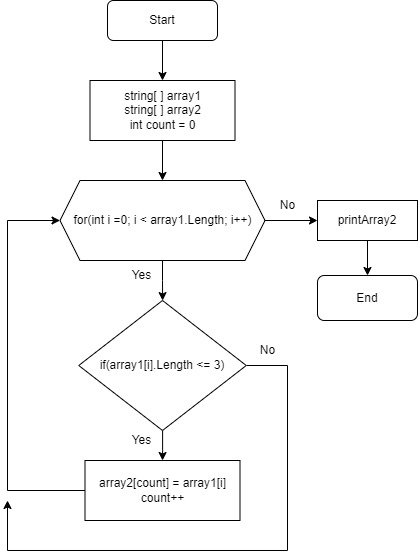 Start
string[ ] array1
string[ ] array2
int count = 0
for(int i =0; i < array1.Length; i++)
No
printArray2
End
Yes
if(array1[i].Length <= 3)
No
Yes
array2[count] = array1[i]
count++